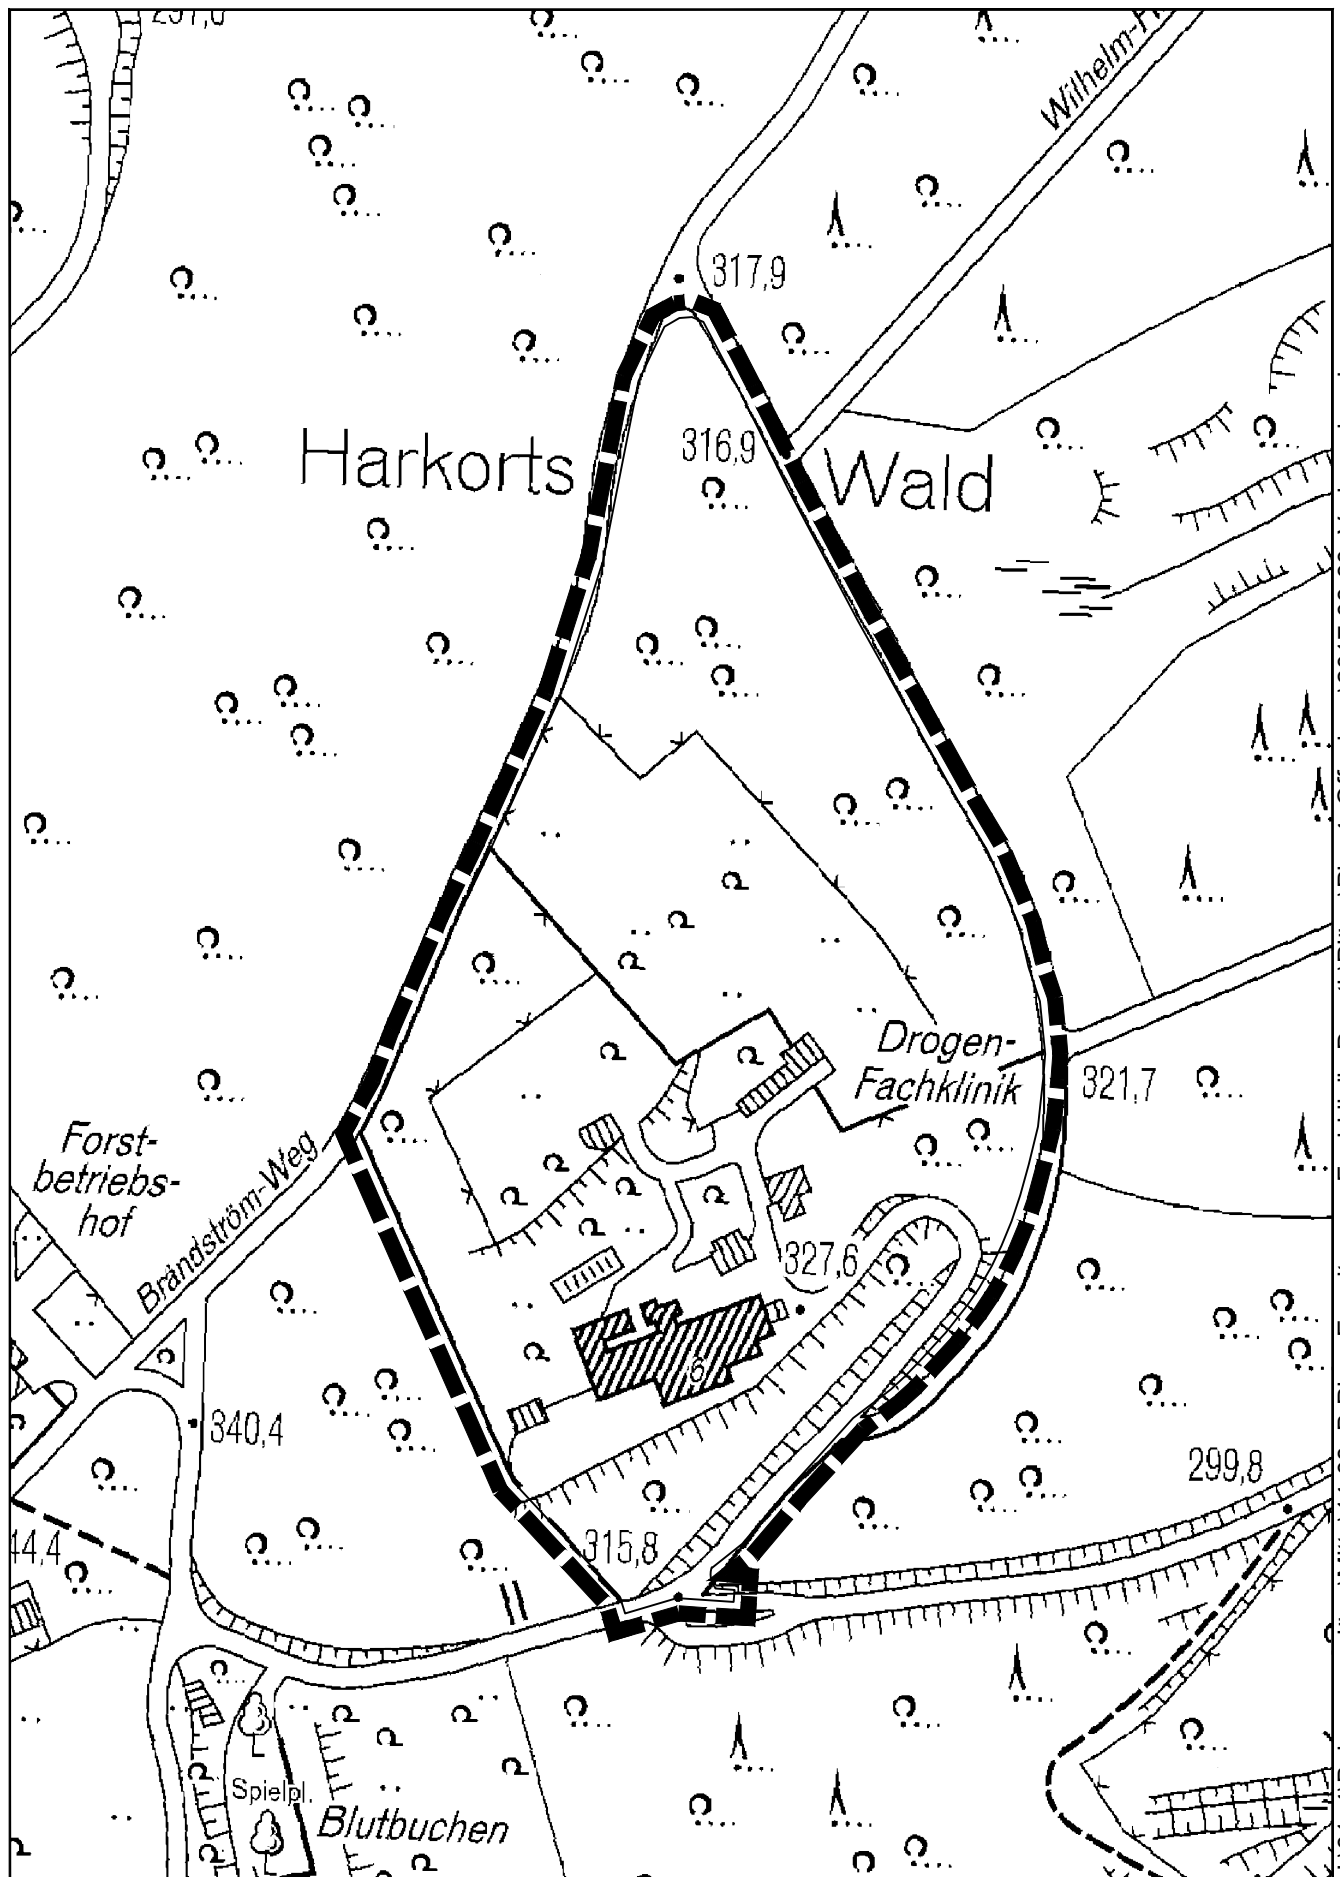 Wilhelm-
317,9
316,9
Harkorts Wald
Drogen-
Fachklinik
321,7
Forst-
betriebs-
hof
Brandström-Weg
327,6
6
340,4
299,8
44,4
315,8
Spielpl.
Blutbuchen